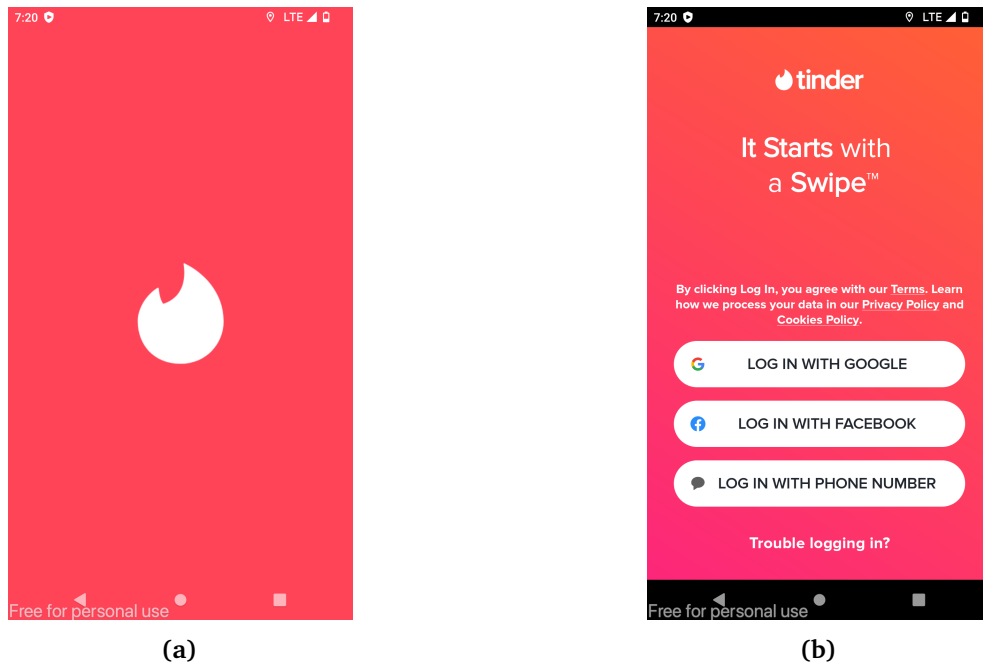 7:20 LTE
Free for personal use
(a)
7:20 LTE
tinder
It Starts with
a Swipe™
By clicking Log In, you agree with our Terms. Learn
how we process your data in our Privacy Policy and
Cookies Policy.
LOG IN WITH GOOGLE
LOG IN WITH FACEBOOK
LOG IN WITH PHONE NUMBER
Trouble logging in?
Free for personal use
(b)